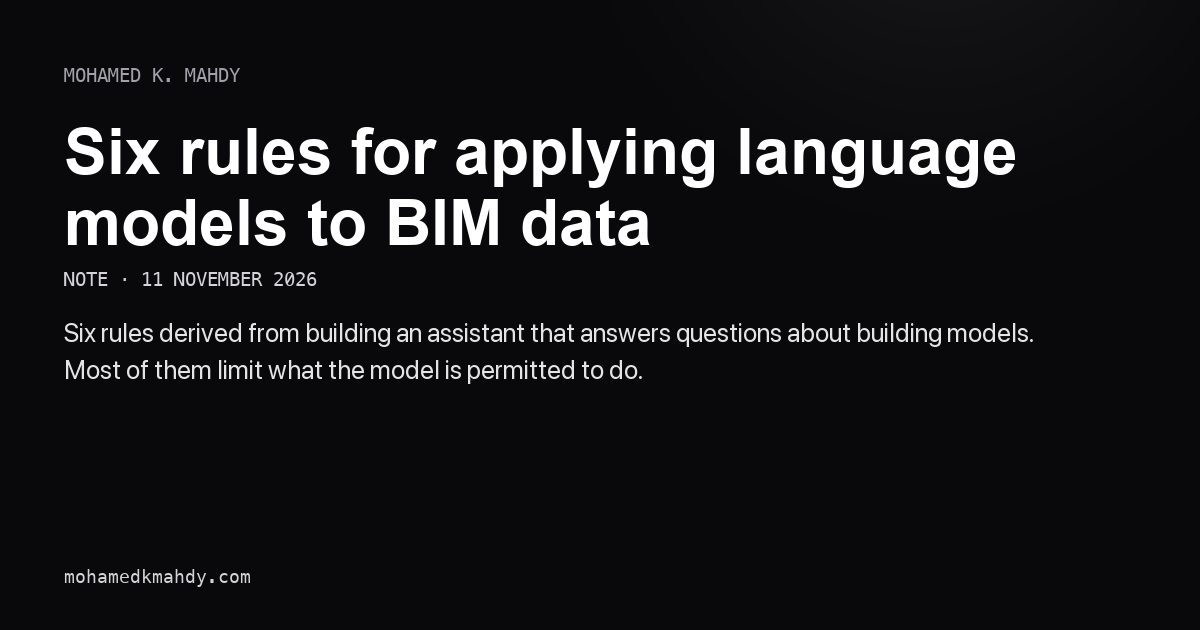 MOHAMED K. MAHDY
Six rules for applying language
models to BIM data
NOTE · 11 NOVEMBER 2026
Six rules derived from building an assistant that answers questions about building models.
Most of them limit what the model is permitted to do.
mohamedkmahdy.com